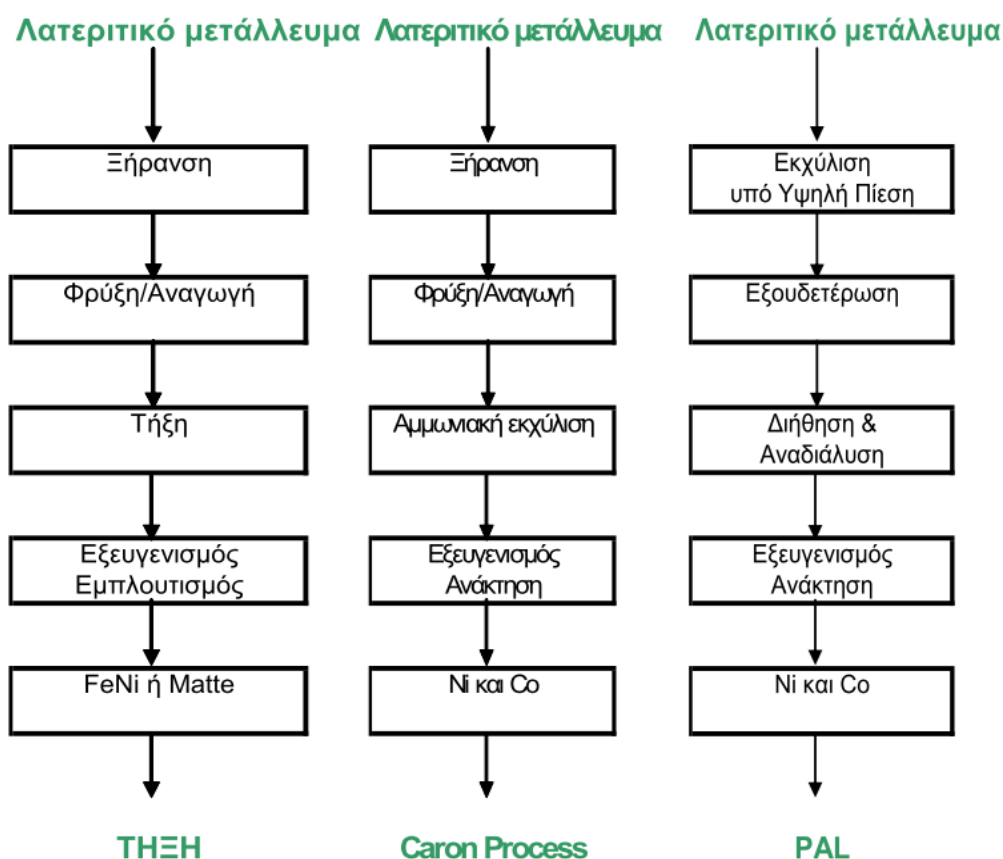 Λατεριτικό μετάλλευμα
Ξήρανση
Φρύξη/Αναγωγή
Τήξη
Εξευγενισμός
Εμπλουτισμός
FeNi ή Matte
ΤΗΞΗ
Λατεριτικό μετάλλευμα
Ξήρανση
Φρύξη/Αναγωγή
Αμμωνιακή εκχύλιση
Εξευγενισμός
Ανάκτηση
Ni και Co
Caron Process
Λατεριτικό μετάλλευμα
Εκχύλιση
υπό Υψηλή Πίεση
Εξουδετέρωση
Διήθηση &
Αναδιάλυση
Εξευγενισμός
Ανάκτηση
Ni και Co
PAL